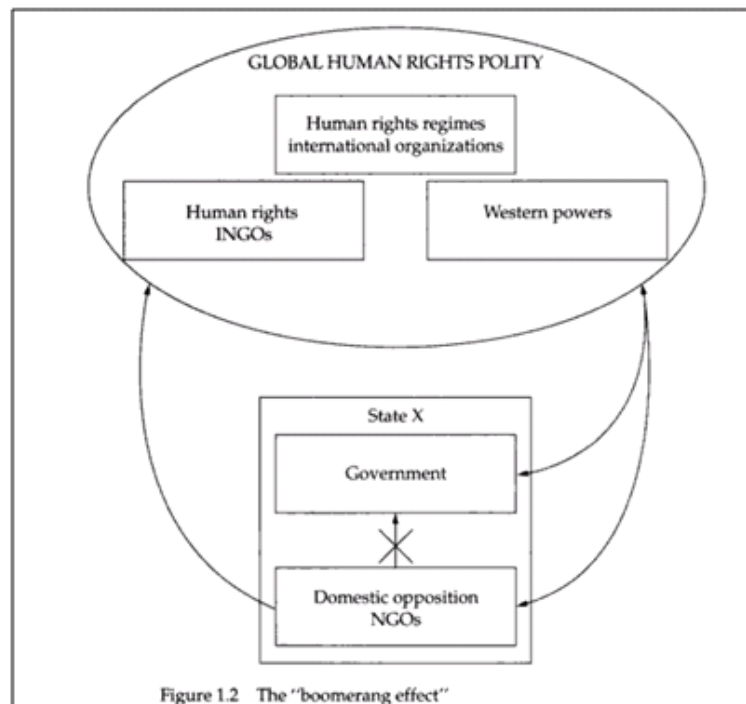 GLOBAL HUMAN RIGHTS POLITY
Human rights regimes
international organizations
Human rights
INGOs
Western powers
State X
Government
Domestic opposition
NGOs
Figure 1.2 The "boomerang effect"